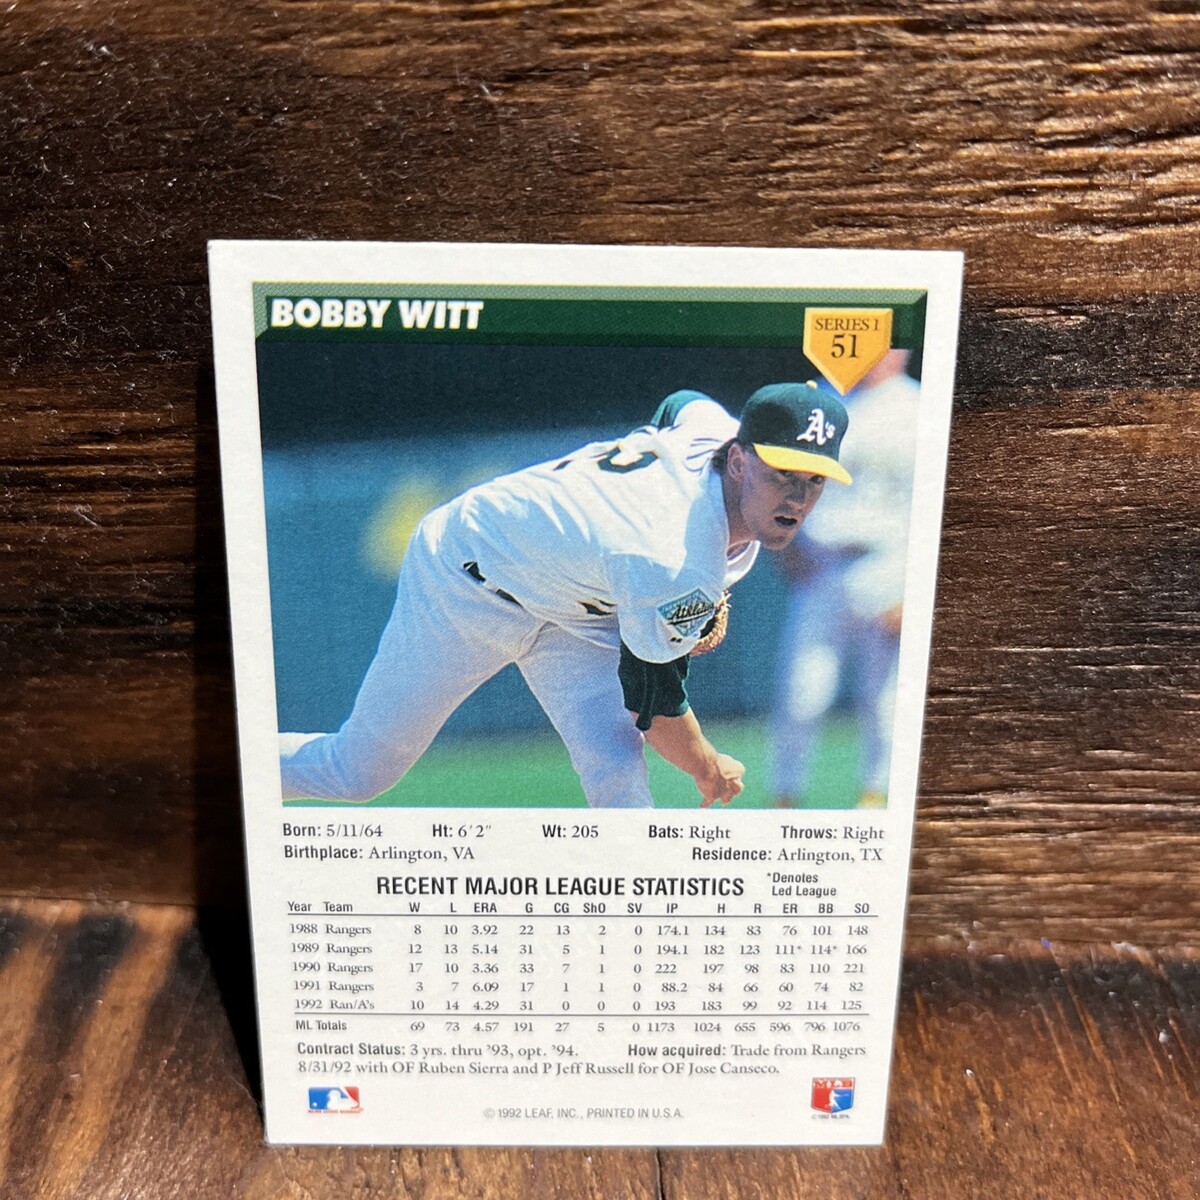 BOBBY WITT
SERIES 1
51
A's
Athletics
Born: 5/11/64 Ht: 6'2" Wt: 205 Bats: Right Throws: Right
Birthplace: Arlington, VA Residence: Arlington, TX
RECENT MAJOR LEAGUE STATISTICS *Denotes Led League
Year Team W L ERA G CG ShO SV IP H R ER BB SO
1988 Rangers 8 10 3.92 22 13 2 0 174.1 134 83 76 101 148
1989 Rangers 12 13 5.14 31 5 1 0 194.1 182 123 111* 114* 166
1990 Rangers 17 10 3.36 33 7 1 0 222 197 98 83 110 221
1991 Rangers 3 7 6.09 17 1 1 0 88.2 84 66 60 74 82
1992 Ran/A's 10 14 4.29 31 0 0 0 193 183 99 92 114 125
ML Totals 69 73 4.57 191 27 5 0 1173 1024 655 596 796 1076
Contract Status: 3 yrs. thru '93, opt. '94. How acquired: Trade from Rangers
8/31/92 with OF Ruben Sierra and P Jeff Russell for OF Jose Canseco.
© 1992 LEAF, INC., PRINTED IN U.S.A.